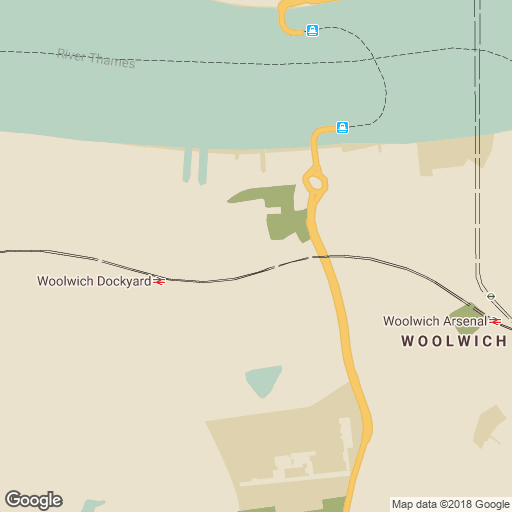 River Thames
Woolwich Dockyard
Woolwich Arsenal
WOOLWICH
Google
Map data ©2018 Google